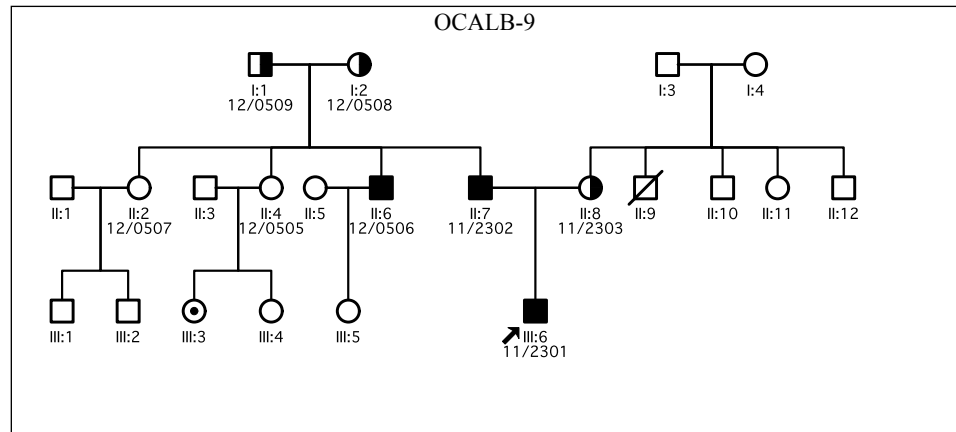 OCALB-9
I:1 I:2 I:3 I:4
12/0509 12/0508
II:1 II:2 II:3 II:4 II:5 II:6 II:7 II:8 II:9 II:10 II:11 II:12
12/0507 12/0505 12/0506 11/2302 11/2303
III:1 III:2 III:3 III:4 III:5 III:6
11/2301